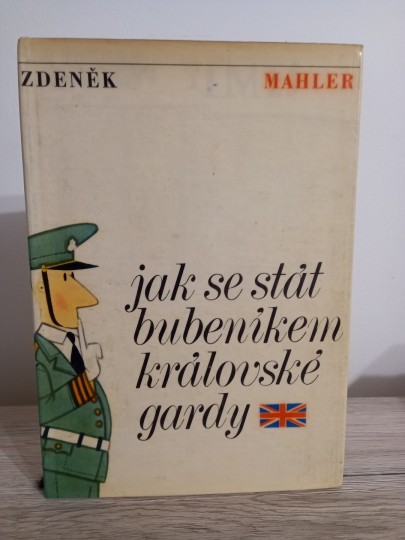 ZDENĚK MAHLER
jak se stát
bubeníkem
královské
gardy